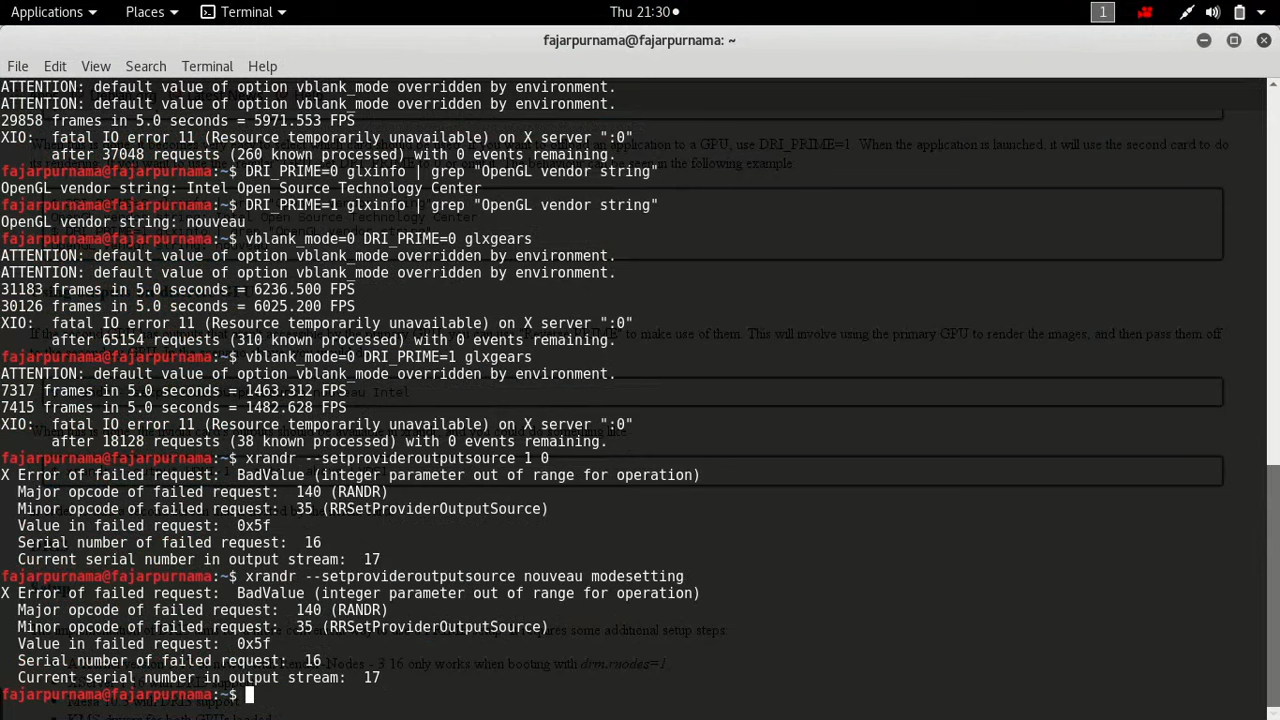 Applications Places Terminal Thu 21:30 1
fajarpurnama@fajarpurnama: ~
File Edit View Search Terminal Help
ATTENTION: default value of option vblank_mode overridden by environment.
ATTENTION: default value of option vblank_mode overridden by environment.
29858 frames in 5.0 seconds = 5971.553 FPS
XIO:  fatal IO error 11 (Resource temporarily unavailable) on X server ":0"
      after 37048 requests (260 known processed) with 0 events remaining.
fajarpurnama@fajarpurnama:~$ DRI_PRIME=0 glxinfo | grep "OpenGL vendor string"
OpenGL vendor string: Intel Open Source Technology Center
fajarpurnama@fajarpurnama:~$ DRI_PRIME=1 glxinfo | grep "OpenGL vendor string"
OpenGL vendor string: nouveau
fajarpurnama@fajarpurnama:~$ vblank_mode=0 DRI_PRIME=0 glxgears
ATTENTION: default value of option vblank_mode overridden by environment.
ATTENTION: default value of option vblank_mode overridden by environment.
31183 frames in 5.0 seconds = 6236.500 FPS
30126 frames in 5.0 seconds = 6025.200 FPS
XIO:  fatal IO error 11 (Resource temporarily unavailable) on X server ":0"
      after 65154 requests (310 known processed) with 0 events remaining.
fajarpurnama@fajarpurnama:~$ vblank_mode=0 DRI_PRIME=1 glxgears
ATTENTION: default value of option vblank_mode overridden by environment.
7317 frames in 5.0 seconds = 1463.312 FPS
7415 frames in 5.0 seconds = 1482.628 FPS
XIO:  fatal IO error 11 (Resource temporarily unavailable) on X server ":0"
      after 18128 requests (38 known processed) with 0 events remaining.
fajarpurnama@fajarpurnama:~$ xrandr --setprovideroutputsource 1 0
X Error of failed request:  BadValue (integer parameter out of range for operation)
  Major opcode of failed request:  140 (RANDR)
  Minor opcode of failed request:  35 (RRSetProviderOutputSource)
  Value in failed request:  0x5f
  Serial number of failed request:  16
  Current serial number in output stream:  17
fajarpurnama@fajarpurnama:~$ xrandr --setprovideroutputsource nouveau modesetting
X Error of failed request:  BadValue (integer parameter out of range for operation)
  Major opcode of failed request:  140 (RANDR)
  Minor opcode of failed request:  35 (RRSetProviderOutputSource)
  Value in failed request:  0x5f
  Serial number of failed request:  16
  Current serial number in output stream:  17
fajarpurnama@fajarpurnama:~$